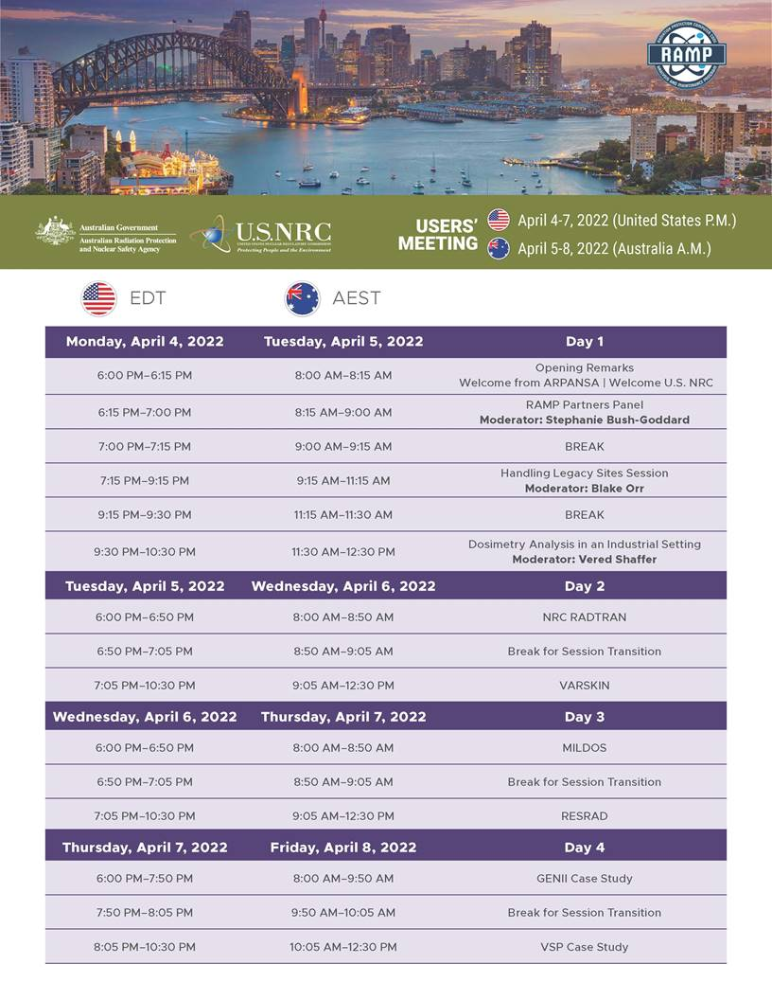 RADIATION PROTECTION COMPUTER CODE
RAMP
ANALYSIS AND MAINTENANCE PROGRAM
Australian Government
Australian Radiation Protection
and Nuclear Safety Agency
U.S.NRC
UNITED STATES NUCLEAR REGULATORY COMMISSION
Protecting People and the Environment
USERS’
MEETING
April 4-7, 2022 (United States P.M.)
April 5-8, 2022 (Australia A.M.)
EDT AEST
Monday, April 4, 2022 Tuesday, April 5, 2022 Day 1
6:00 PM–6:15 PM 8:00 AM–8:15 AM Opening Remarks
Welcome from ARPANSA | Welcome U.S. NRC
6:15 PM–7:00 PM 8:15 AM–9:00 AM RAMP Partners Panel
Moderator: Stephanie Bush-Goddard
7:00 PM–7:15 PM 9:00 AM–9:15 AM BREAK
7:15 PM–9:15 PM 9:15 AM–11:15 AM Handling Legacy Sites Session
Moderator: Blake Orr
9:15 PM–9:30 PM 11:15 AM–11:30 AM BREAK
9:30 PM–10:30 PM 11:30 AM–12:30 PM Dosimetry Analysis in an Industrial Setting
Moderator: Vered Shaffer
Tuesday, April 5, 2022 Wednesday, April 6, 2022 Day 2
6:00 PM–6:50 PM 8:00 AM–8:50 AM NRC RADTRAN
6:50 PM–7:05 PM 8:50 AM–9:05 AM Break for Session Transition
7:05 PM–10:30 PM 9:05 AM–12:30 PM VARSKIN
Wednesday, April 6, 2022 Thursday, April 7, 2022 Day 3
6:00 PM–6:50 PM 8:00 AM–8:50 AM MILDOS
6:50 PM–7:05 PM 8:50 AM–9:05 AM Break for Session Transition
7:05 PM–10:30 PM 9:05 AM–12:30 PM RESRAD
Thursday, April 7, 2022 Friday, April 8, 2022 Day 4
6:00 PM–7:50 PM 8:00 AM–9:50 AM GENII Case Study
7:50 PM–8:05 PM 9:50 AM–10:05 AM Break for Session Transition
8:05 PM–10:30 PM 10:05 AM–12:30 PM VSP Case Study